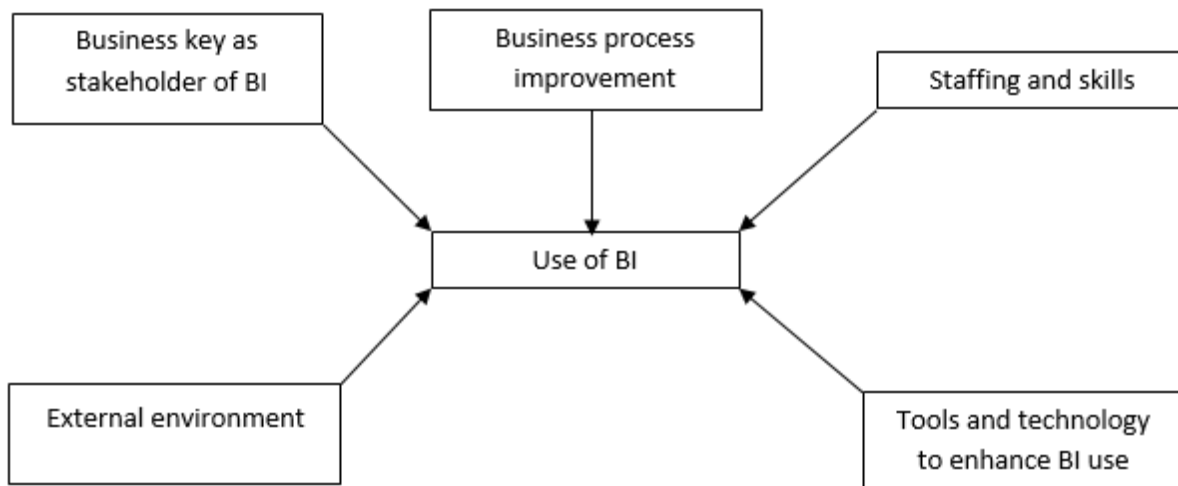 Business key as
stakeholder of BI
Business process
improvement
Staffing and skills
Use of BI
External environment
Tools and technology
to enhance BI use